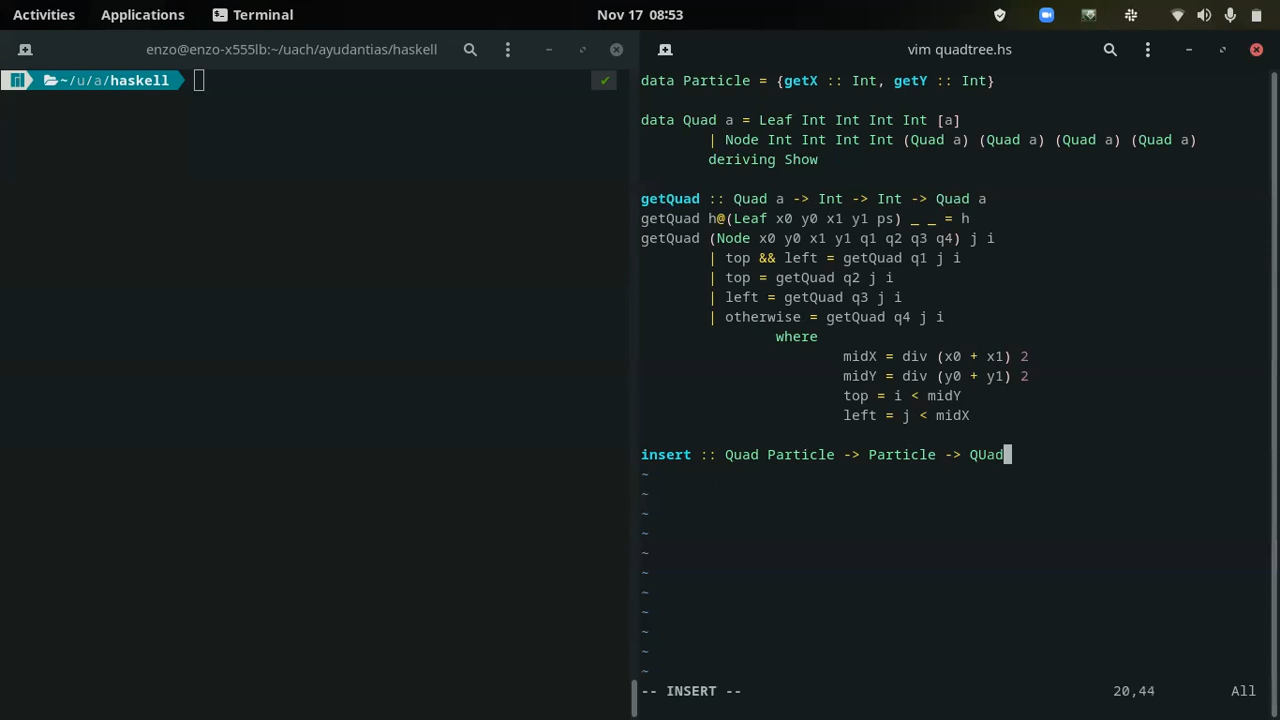 Activities Applications Terminal Nov 17 08:53
enzo@enzo-x555lb:~/uach/ayudantias/haskell
~/u/a/haskell
vim quadtree.hs
data Particle = {getX :: Int, getY :: Int}
data Quad a = Leaf Int Int Int Int [a]
| Node Int Int Int Int (Quad a) (Quad a) (Quad a) (Quad a)
deriving Show
getQuad :: Quad a -> Int -> Int -> Quad a
getQuad h@(Leaf x0 y0 x1 y1 ps) _ _ = h
getQuad (Node x0 y0 x1 y1 q1 q2 q3 q4) j i
| top && left = getQuad q1 j i
| top = getQuad q2 j i
| left = getQuad q3 j i
| otherwise = getQuad q4 j i
where
midX = div (x0 + x1) 2
midY = div (y0 + y1) 2
top = i < midY
left = j < midX
insert :: Quad Particle -> Particle -> QUad
~
~
~
~
~
~
~
~
~
~
~
-- INSERT -- 20,44 All